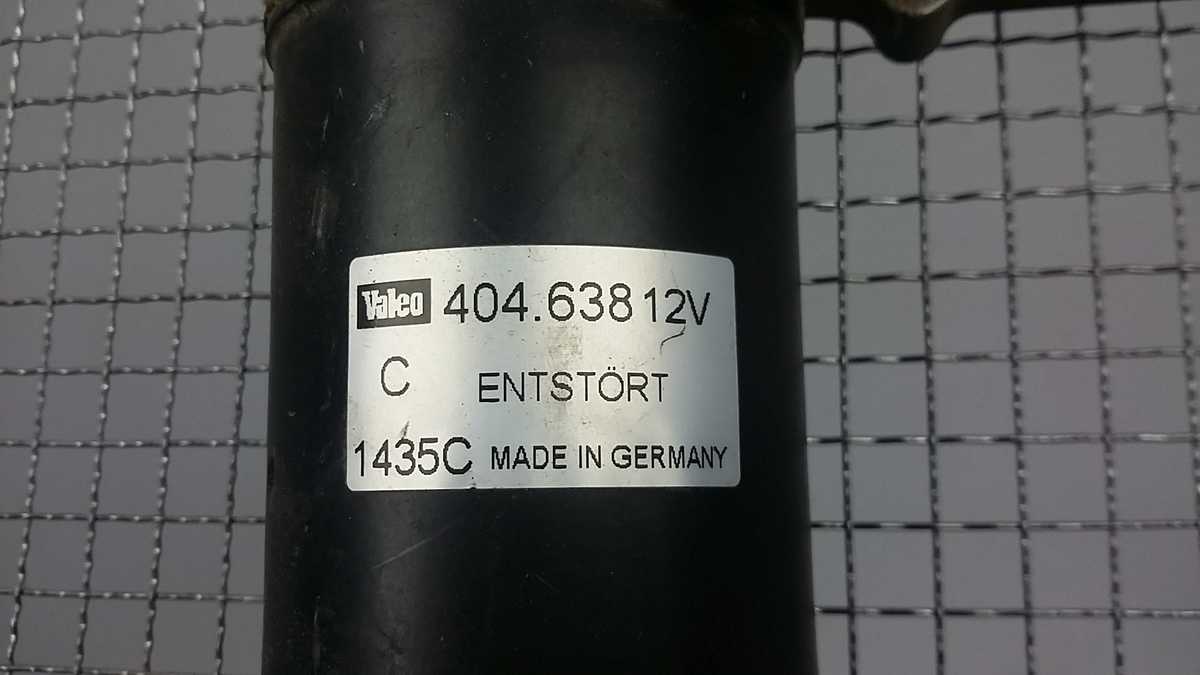 Valeo 404.638 12V
C ENTSTÖRT
1435C MADE IN GERMANY